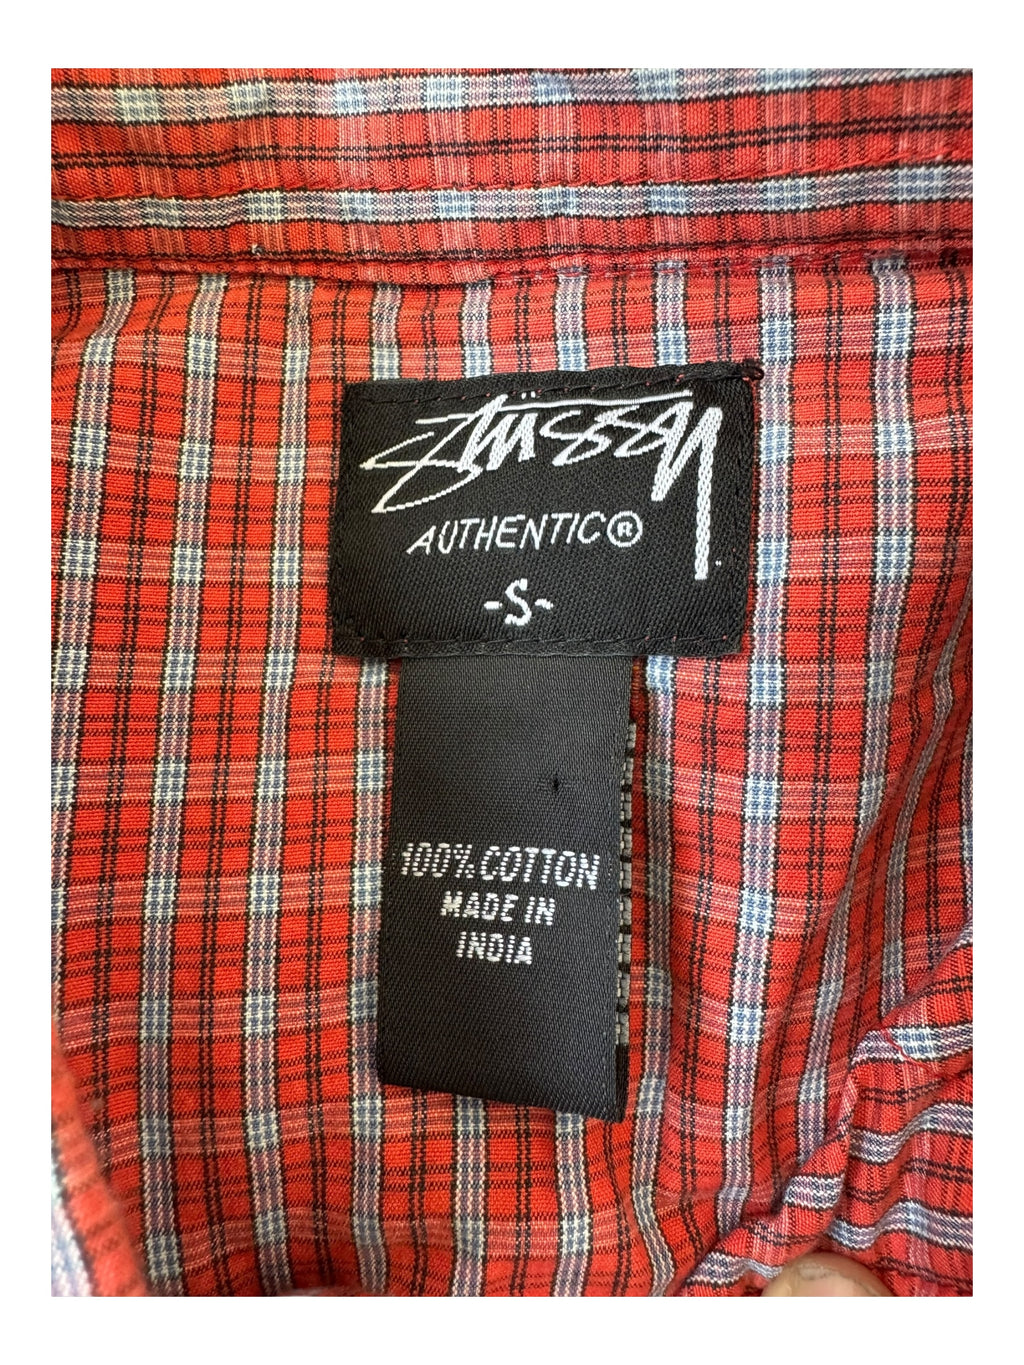 STÜSSY
AUTHENTIC®
-S-
100% COTTON
MADE IN
INDIA